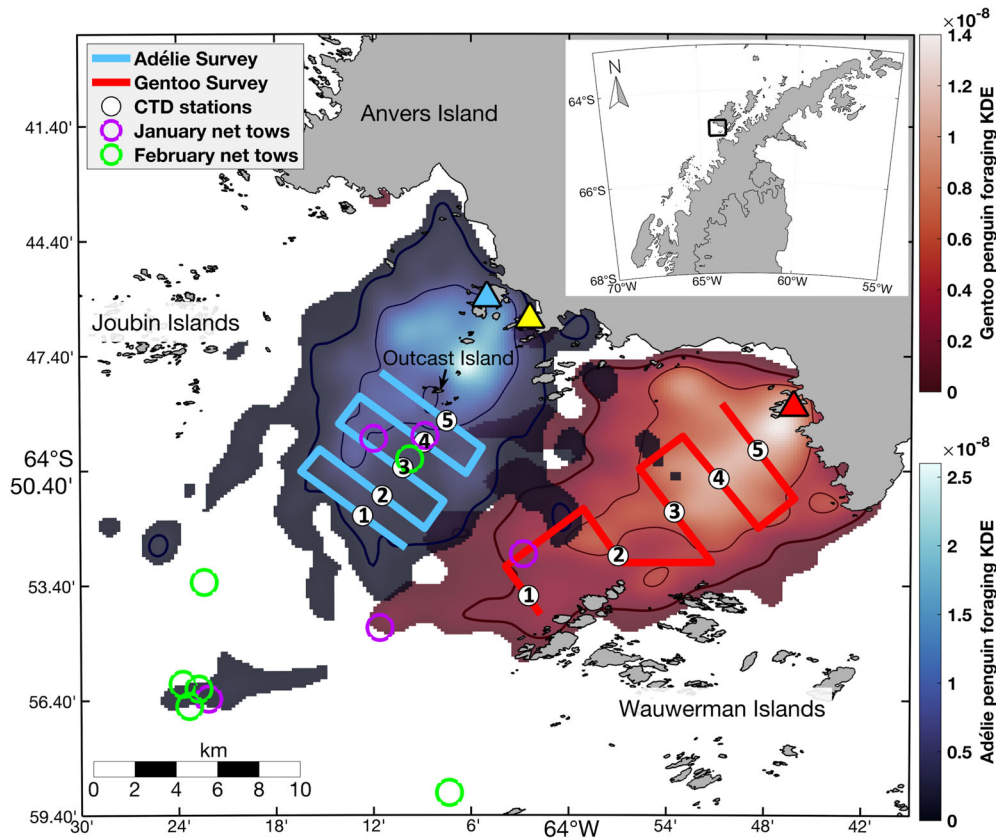 Adélie Survey
Gentoo Survey
CTD stations
January net tows
February net tows
Anvers Island
N
64°S
66°S
68°S
70°W
65°W
60°W
55°W
41.40'
44.40'
47.40'
64°S
50.40'
53.40'
56.40'
59.40'
Joubin Islands
Outcast Island
5
4
3
2
1
5
4
3
2
1
Wauwerman Islands
km
0 2 4 6 8 10
30'
24'
18'
12'
6'
64°W
54'
48'
42'
×10⁻⁸
1.4
1.2
1
0.8
0.6
0.4
0.2
0
Gentoo penguin foraging KDE
×10⁻⁸
2.5
2
1.5
1
0.5
0
Adélie penguin foraging KDE